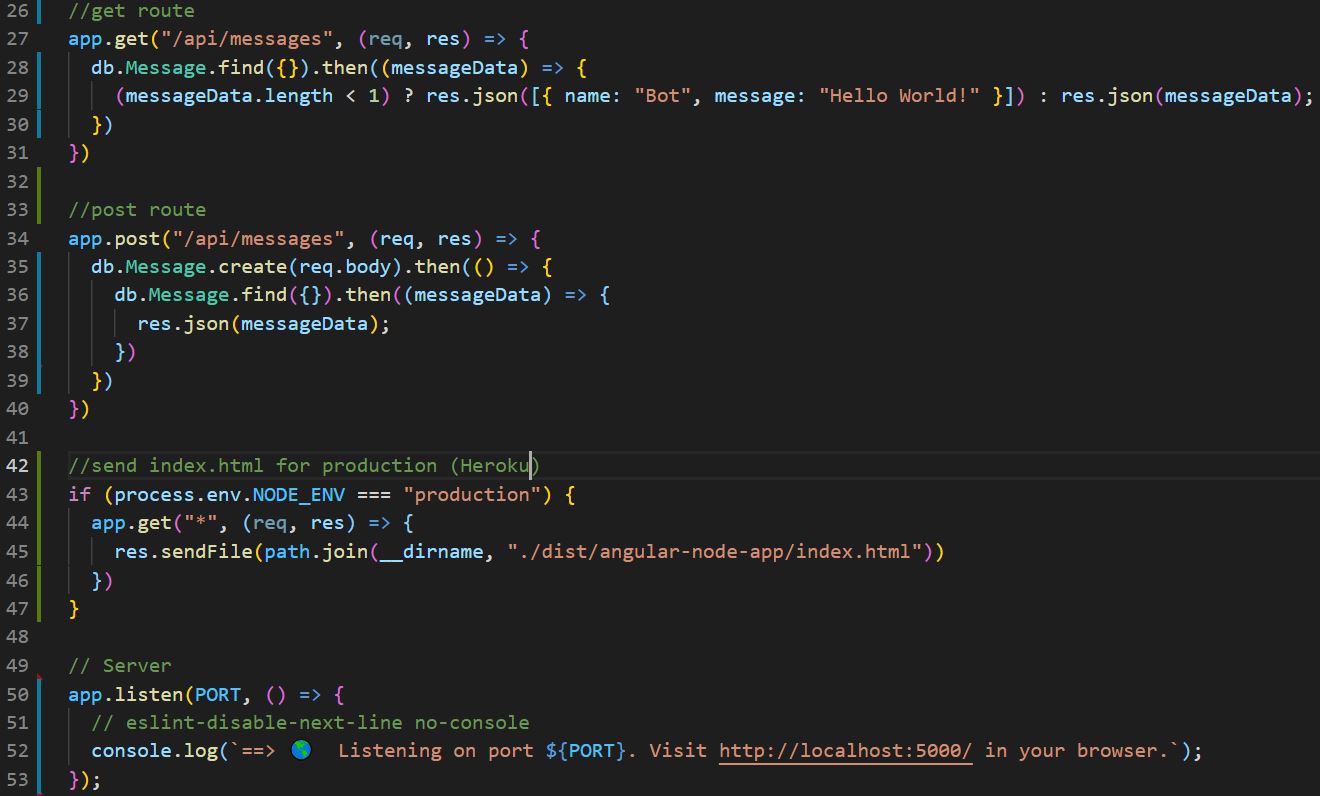 26 //get route
27 app.get("/api/messages", (req, res) => {
28   db.Message.find({}).then((messageData) => {
29     (messageData.length < 1) ? res.json([{ name: "Bot", message: "Hello World!" }]) : res.json(messageData);
30   })
31 })
32
33 //post route
34 app.post("/api/messages", (req, res) => {
35   db.Message.create(req.body).then(() => {
36     db.Message.find({}).then((messageData) => {
37       res.json(messageData);
38     })
39   })
40 })
41
42 //send index.html for production (Heroku)
43 if (process.env.NODE_ENV === "production") {
44   app.get("*", (req, res) => {
45     res.sendFile(path.join(__dirname, "./dist/angular-node-app/index.html"))
46   })
47 }
48
49 // Server
50 app.listen(PORT, () => {
51   // eslint-disable-next-line no-console
52   console.log(`==> 🌎  Listening on port ${PORT}. Visit http://localhost:5000/ in your browser.`);
53 });